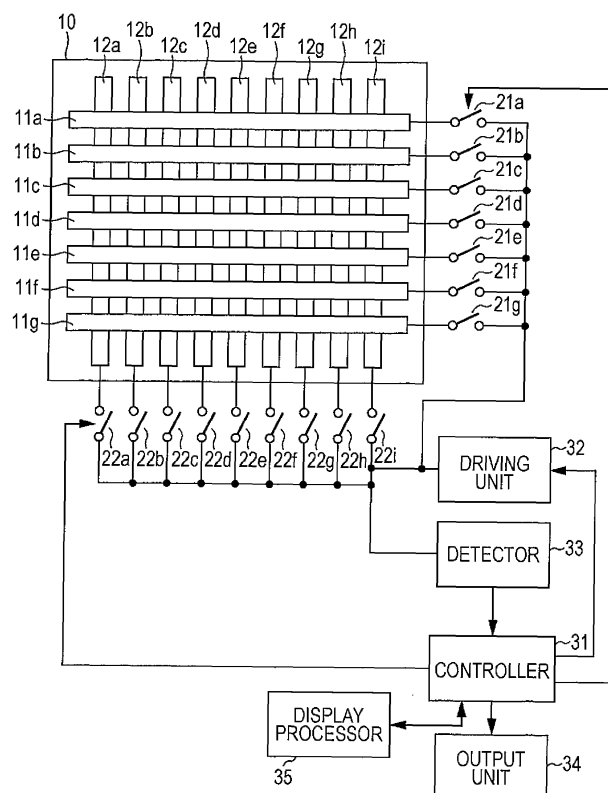 10
12a
12b
12c
12d
12e
12f
12g
12h
12i
11a
11b
11c
11d
11e
11f
11g
21a
21b
21c
21d
21e
21f
21g
22a
22b
22c
22d
22e
22f
22g
22h
22i
32
DRIVING
UNIT
33
DETECTOR
31
CONTROLLER
DISPLAY
PROCESSOR
35
OUTPUT
UNIT
34